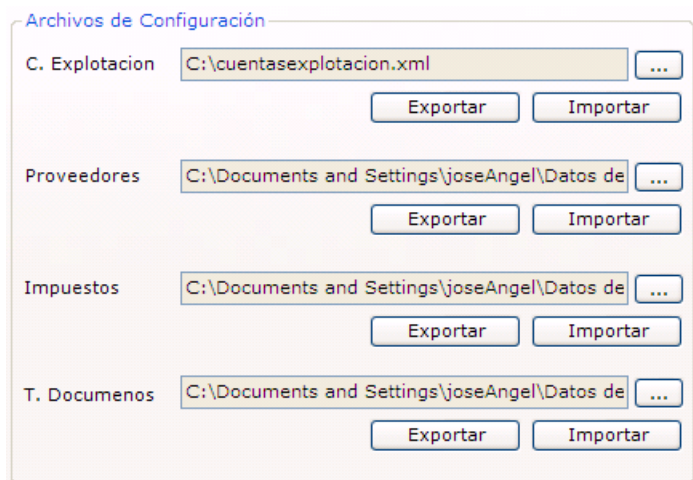 Archivos de Configuración
C. Explotacion C:\cuentasexplotacion.xml ...
Exportar Importar
Proveedores C:\Documents and Settings\joseAngel\Datos de ...
Exportar Importar
Impuestos C:\Documents and Settings\joseAngel\Datos de ...
Exportar Importar
T. Documenos C:\Documents and Settings\joseAngel\Datos de ...
Exportar Importar